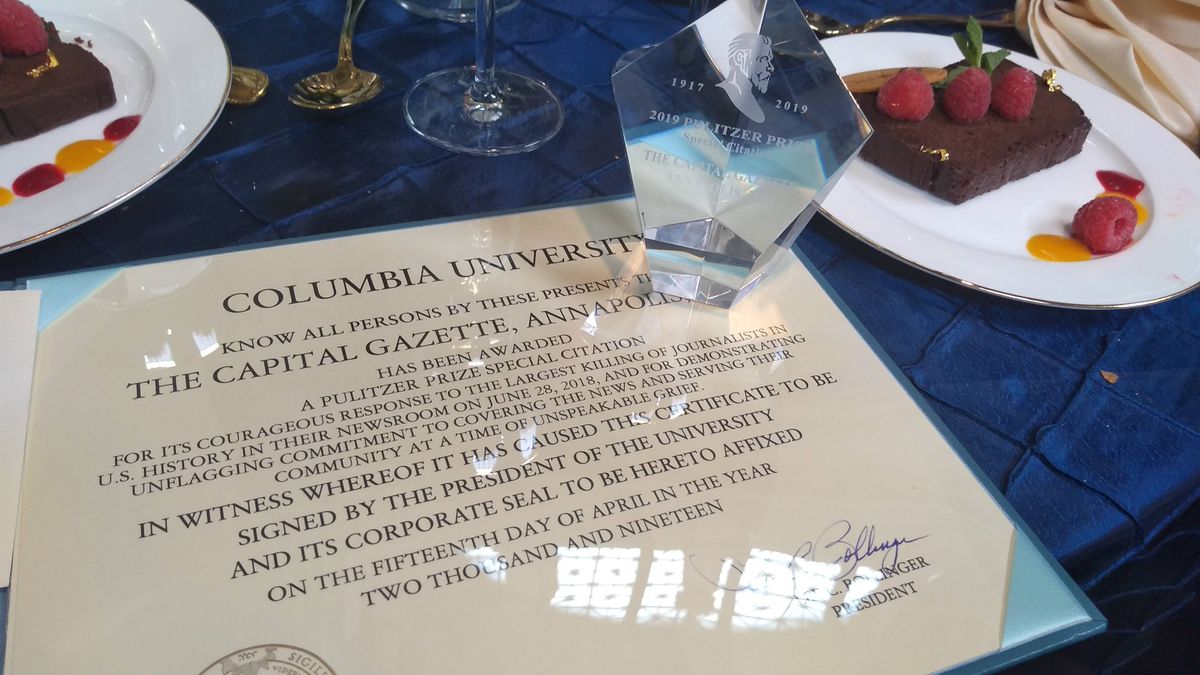 1917 2019
2019 PULITZER
Special
THE CAPITAL
ANNAPOLIS
COLUMBIA UNIVERSITY
KNOW ALL PERSONS BY THESE PRESENTS
THE CAPITAL GAZETTE, ANNAPOLIS,
HAS BEEN AWARDED
A PULITZER PRIZE SPECIAL CITATION
FOR ITS COURAGEOUS RESPONSE TO THE LARGEST KILLING OF JOURNALISTS IN
U.S. HISTORY IN THEIR NEWSROOM ON JUNE 28, 2018, AND FOR DEMONSTRATING
UNFLAGGING COMMITMENT TO COVERING THE NEWS AND SERVING THEIR
COMMUNITY AT A TIME OF UNSPEAKABLE GRIEF.
IN WITNESS WHEREOF IT HAS CAUSED THIS CERTIFICATE TO BE
SIGNED BY THE PRESIDENT OF THE UNIVERSITY
AND ITS CORPORATE SEAL TO BE HERETO AFFIXED
ON THE FIFTEENTH DAY OF APRIL IN THE YEAR
TWO THOUSAND AND NINETEEN
C. BOLLINGER
PRESIDENT